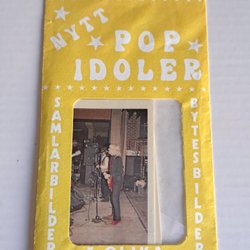 NYTT
POP
IDOLER
SAMLARBILDER
BYTESBILDER